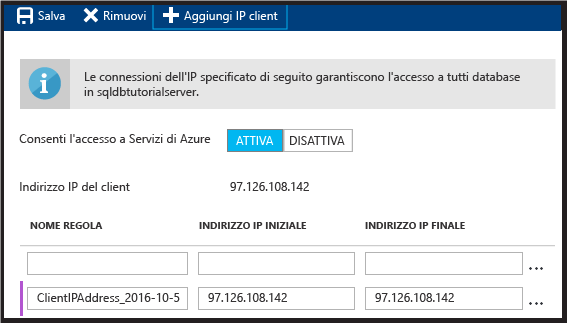 Salva Rimuovi Aggiungi IP client
Le connessioni dell'IP specificato di seguito garantiscono l'accesso a tutti database
in sqldbtutorialserver.
Consenti l'accesso a Servizi di Azure ATTIVA DISATTIVA
Indirizzo IP del client 97.126.108.142
NOME REGOLA INDIRIZZO IP INIZIALE INDIRIZZO IP FINALE
...
ClientIPAddress_2016-10-5 97.126.108.142 97.126.108.142 ...